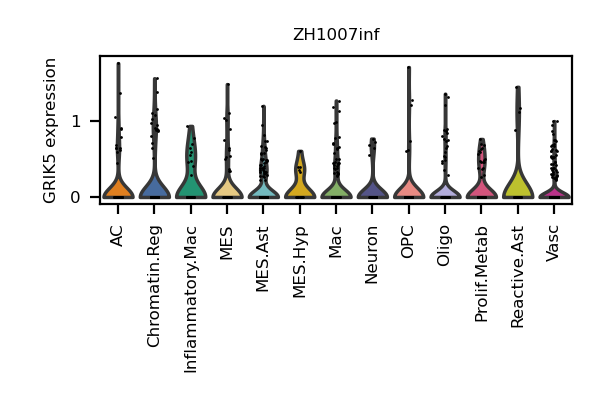 ZH1007inf
GRIK5 expression
1
0
AC
Chromatin.Reg
Inflammatory.Mac
MES
MES.Ast
MES.Hyp
Mac
Neuron
OPC
Oligo
Prolif.Metab
Reactive.Ast
Vasc